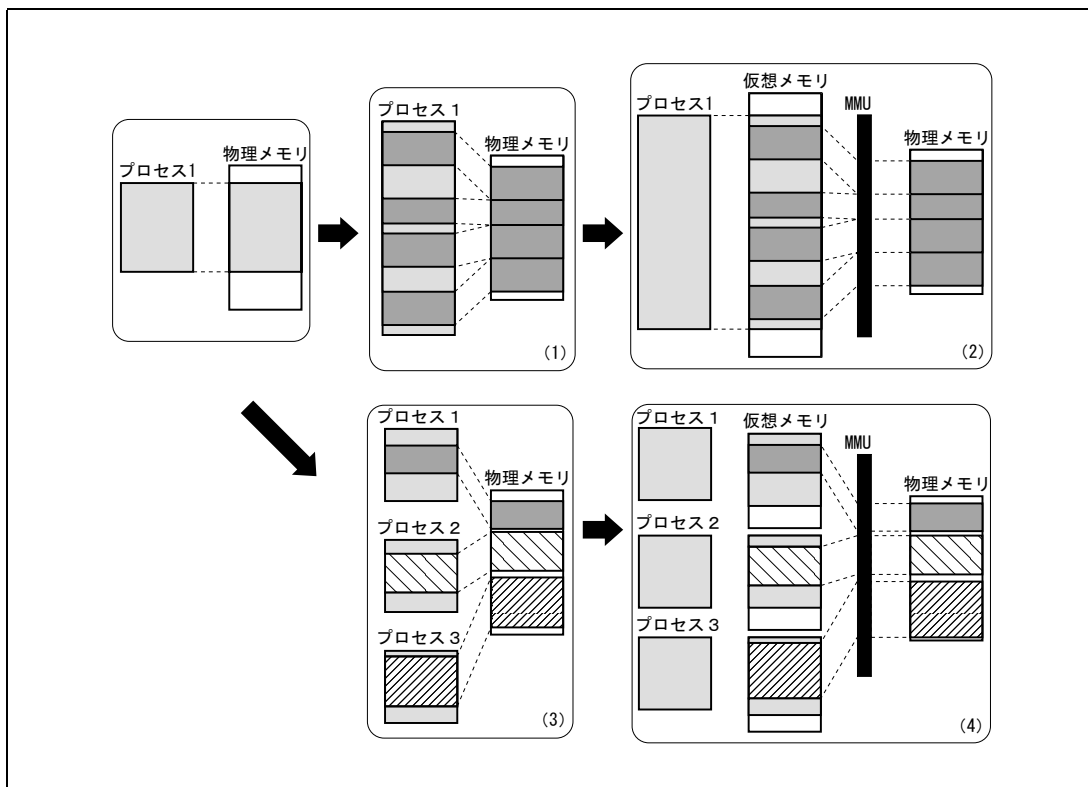 プロセス1
物理メモリ
プロセス1
物理メモリ
(1)
プロセス1
仮想メモリ
MMU
物理メモリ
(2)
プロセス1
物理メモリ
プロセス2
プロセス3
(3)
プロセス1
仮想メモリ
MMU
物理メモリ
プロセス2
プロセス3
(4)